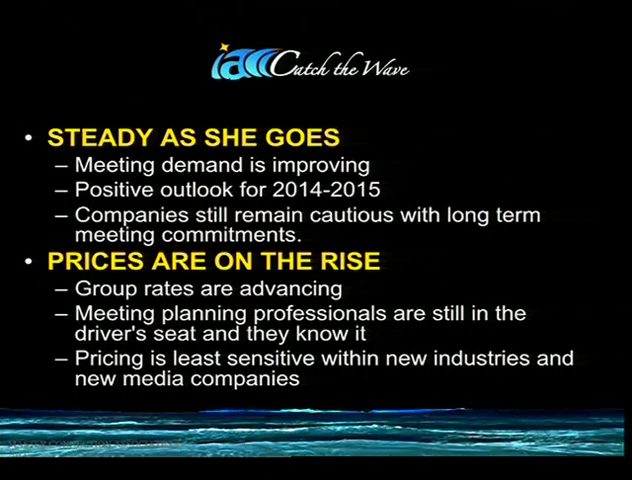 iacc Catch the Wave
• STEADY AS SHE GOES
– Meeting demand is improving
– Positive outlook for 2014-2015
– Companies still remain cautious with long term
meeting commitments.
• PRICES ARE ON THE RISE
– Group rates are advancing
– Meeting planning professionals are still in the
driver's seat and they know it
– Pricing is least sensitive within new industries and
new media companies